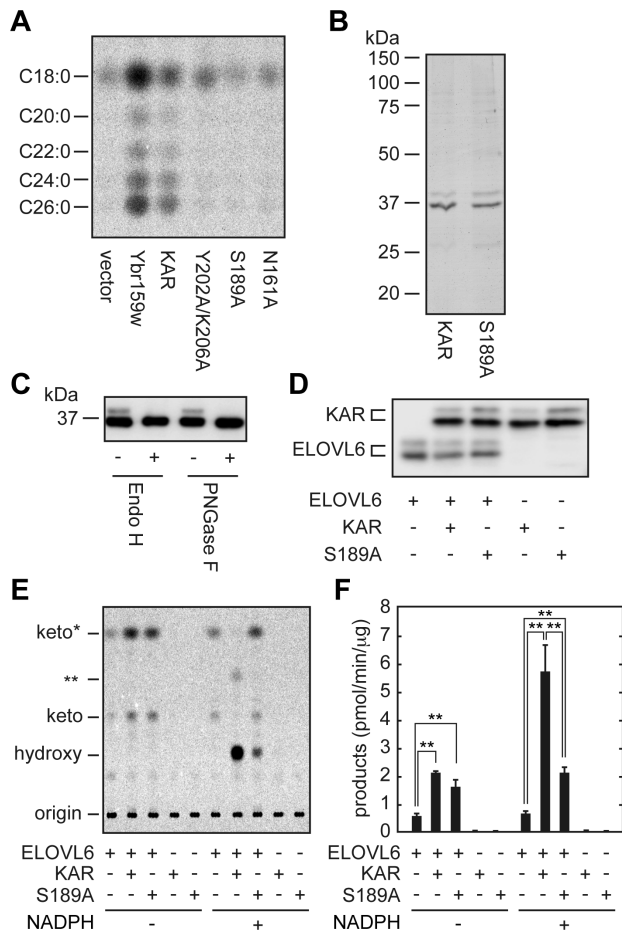 A
C18:0
C20:0
C22:0
C24:0
C26:0
vector
Ybr159w
KAR
Y202A/K206A
S189A
N161A
B
kDa
150
100
75
50
37
25
20
KAR
S189A
C
kDa
37
- + - +
Endo H
PNGase F
D
KAR
ELOVL6
ELOVL6 + + + - -
KAR - + - + -
S189A - - + - +
E
keto*
**
keto
hydroxy
origin
ELOVL6 + + + - - + + + - -
KAR - + - + - - + - + -
S189A - - + - + - - + - +
NADPH - +
F
products (pmol/min/µg)
8
7
6
5
4
3
2
1
0
**
**
**
** **
ELOVL6 + + + - - + + + - -
KAR - + - + - - + - + -
S189A - - + - + - - + - +
NADPH - +